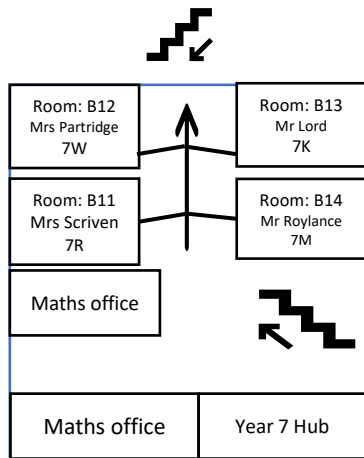 Room: B12
Mrs Partridge
7W
Room: B13
Mr Lord
7K
Room: B11
Mrs Scriven
7R
Room: B14
Mr Roylance
7M
Maths office
Maths office
Year 7 Hub